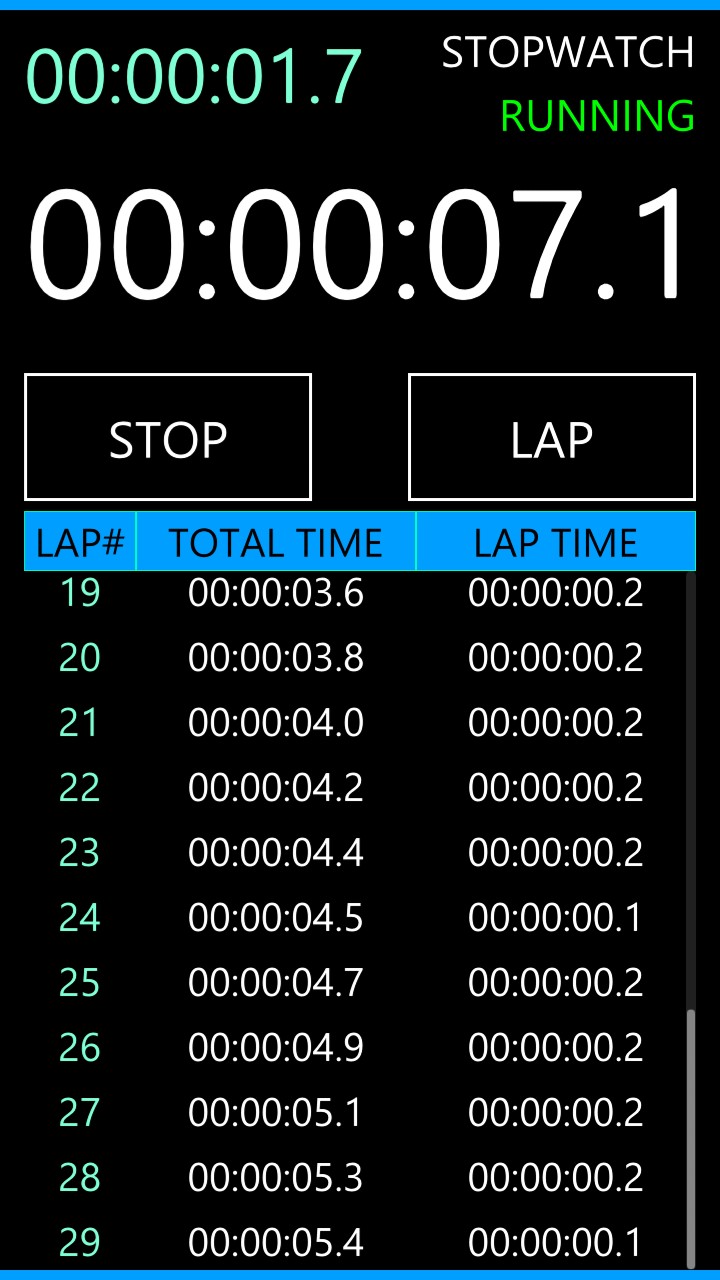 00:00:01.7 STOPWATCH
RUNNING
00:00:07.1
STOP LAP
LAP# TOTAL TIME LAP TIME
19 00:00:03.6 00:00:00.2
20 00:00:03.8 00:00:00.2
21 00:00:04.0 00:00:00.2
22 00:00:04.2 00:00:00.2
23 00:00:04.4 00:00:00.2
24 00:00:04.5 00:00:00.1
25 00:00:04.7 00:00:00.2
26 00:00:04.9 00:00:00.2
27 00:00:05.1 00:00:00.2
28 00:00:05.3 00:00:00.2
29 00:00:05.4 00:00:00.1